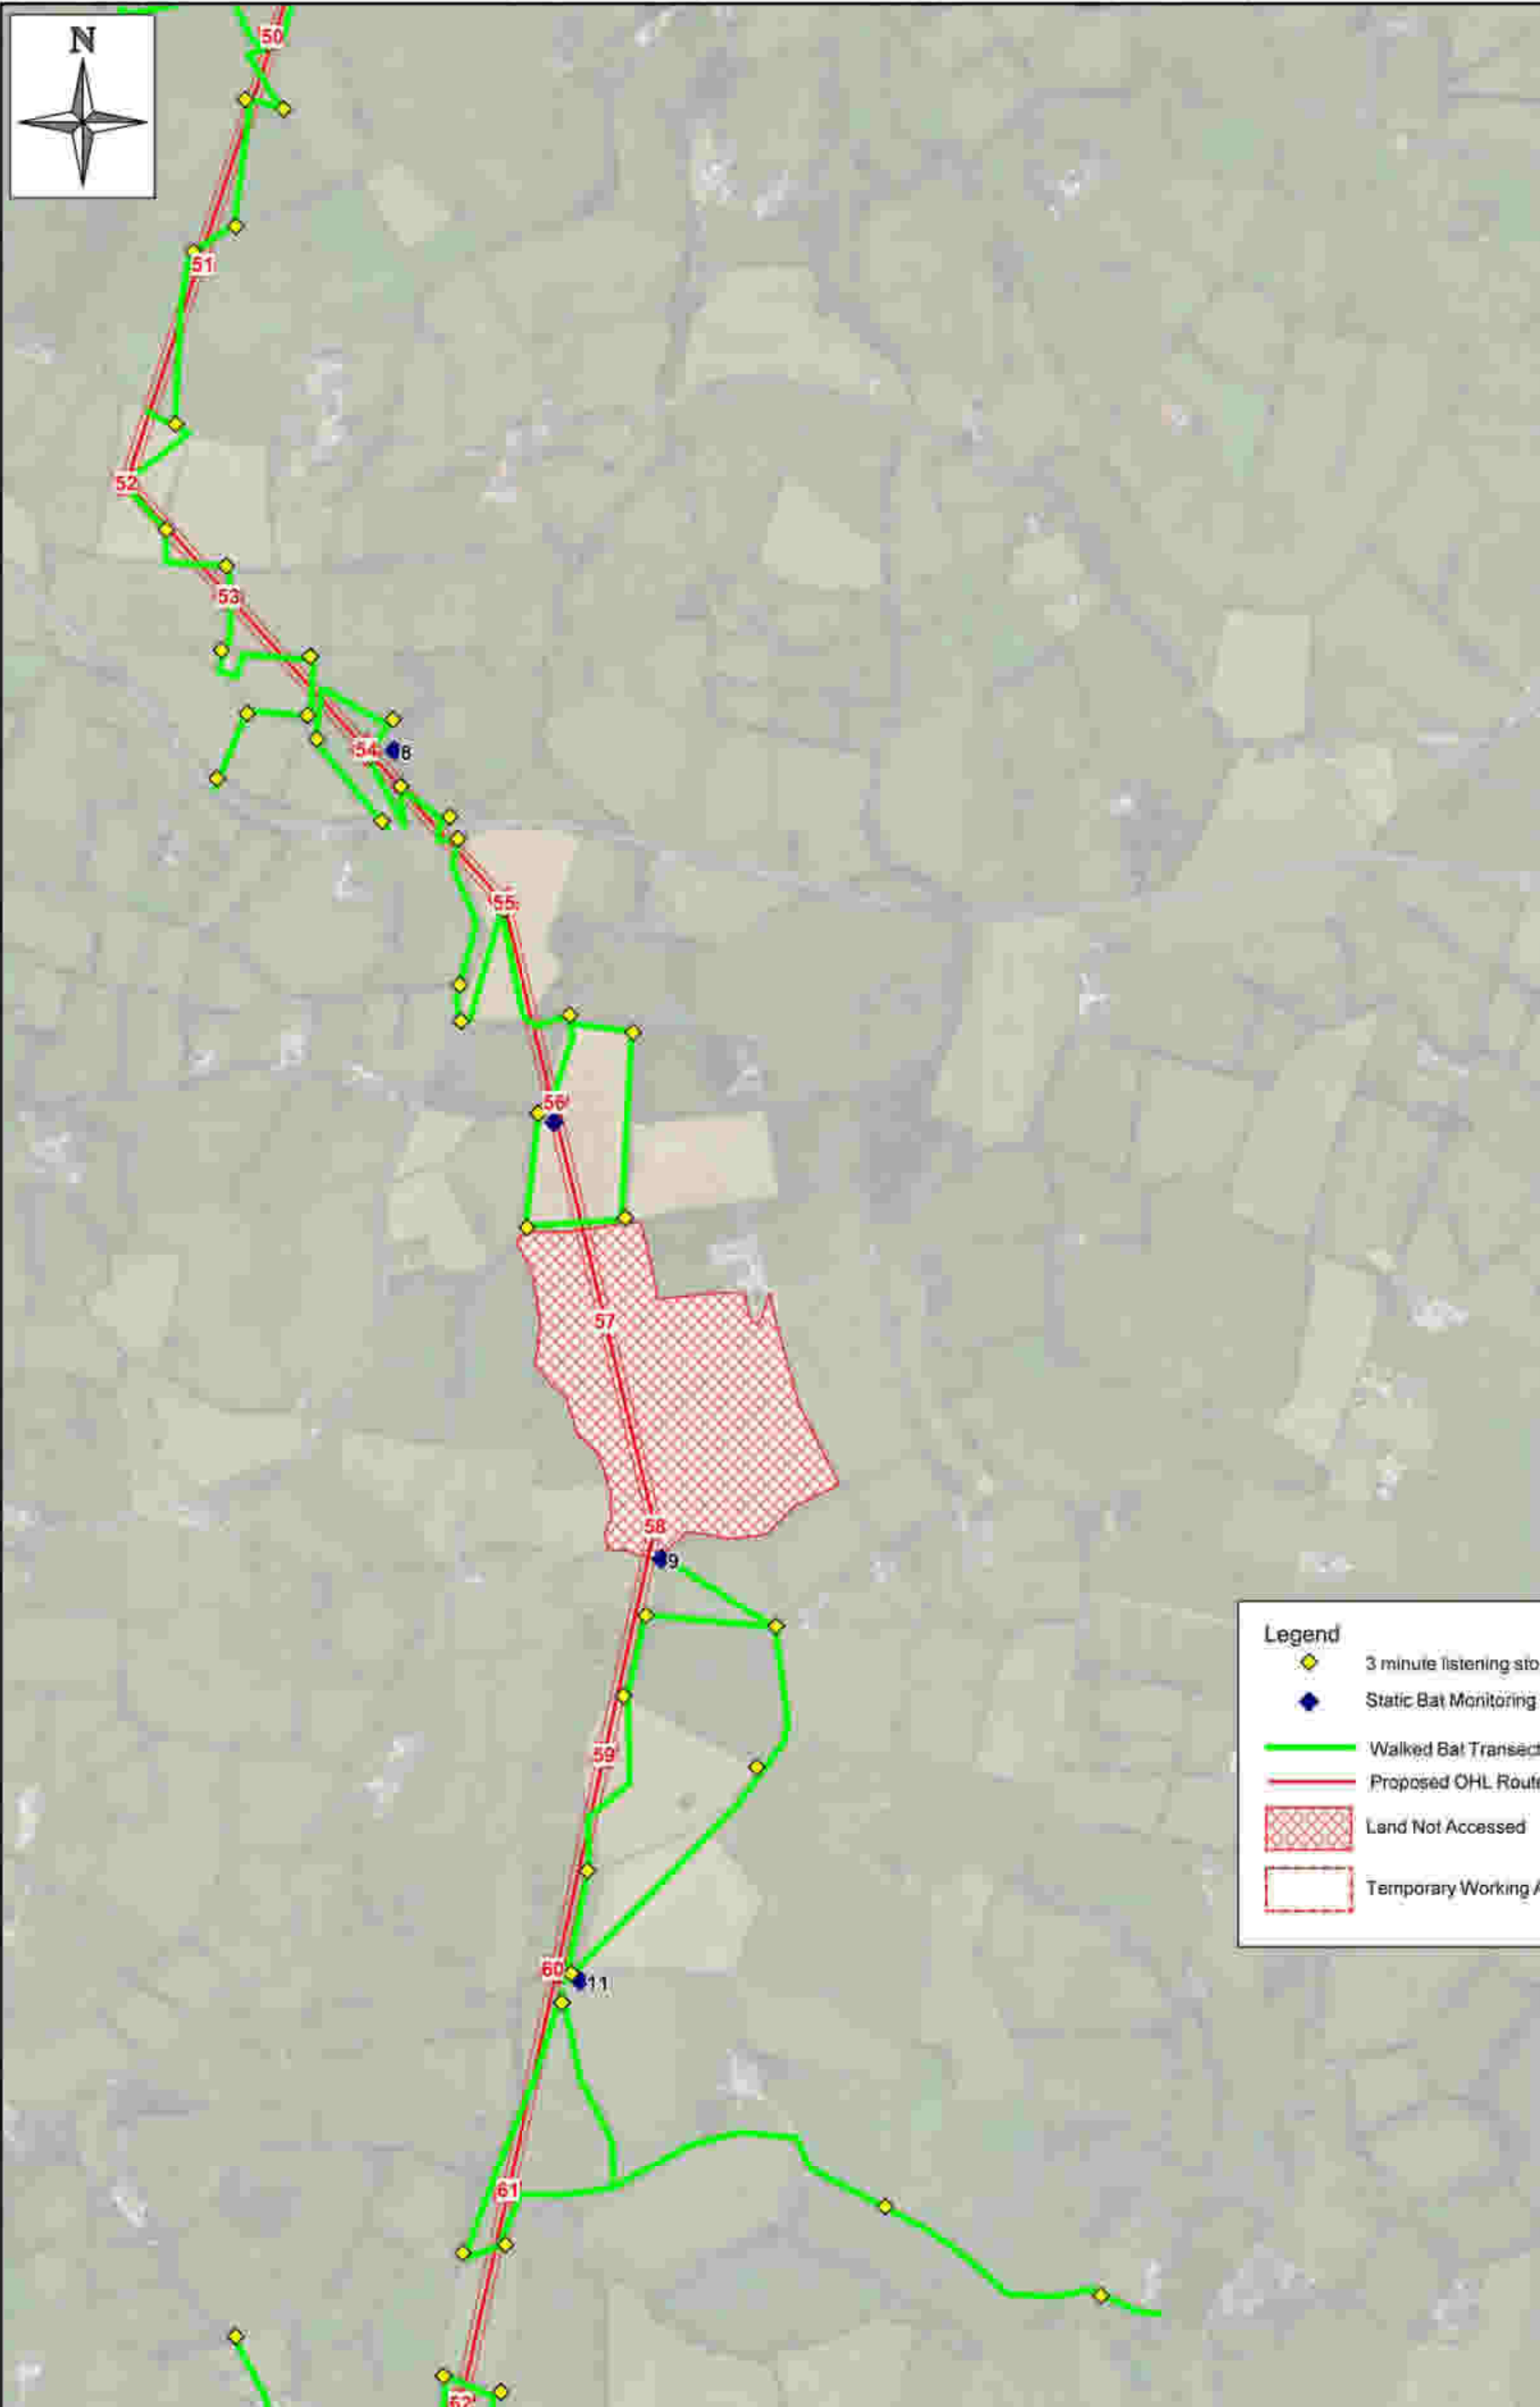 N
50
51
52
53
54
8
55
56
57
58
9
59
60
11
61
62
Legend
3 minute listening sto
Static Bat Monitoring
Walked Bat Transect
Proposed OHL Route
Land Not Accessed
Temporary Working A